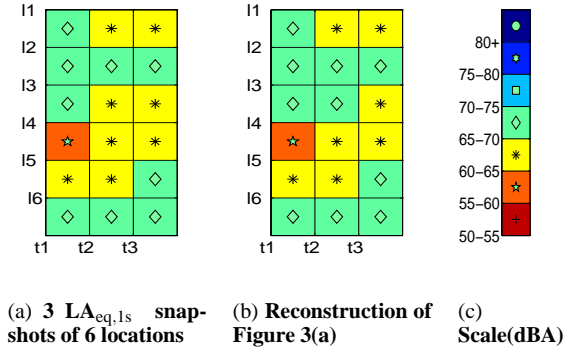 l1
l2
l3
l4
l5
l6
t1 t2 t3
l1
l2
l3
l4
l5
l6
t1 t2 t3
80+
75−80
70−75
65−70
60−65
55−60
50−55
(a) 3 LAeq,1s snap-
shots of 6 locations
(b) Reconstruction of
Figure 3(a)
(c)
Scale(dBA)